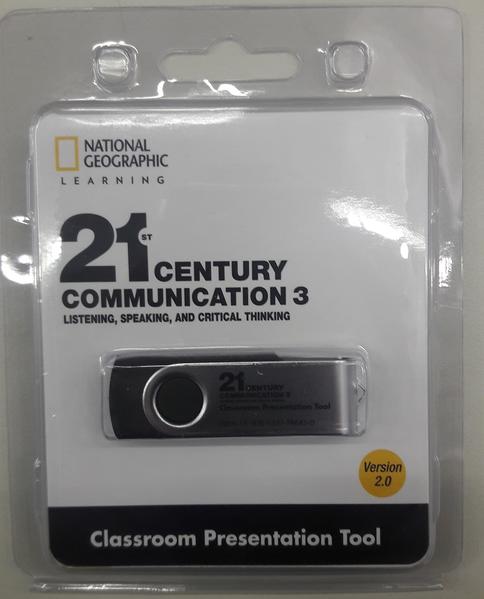 NATIONAL
GEOGRAPHIC
LEARNING
21ST CENTURY
COMMUNICATION 3
LISTENING, SPEAKING, AND CRITICAL THINKING
21ST CENTURY
COMMUNICATION 3
Classroom Presentation Tool
Version
2.0
Classroom Presentation Tool